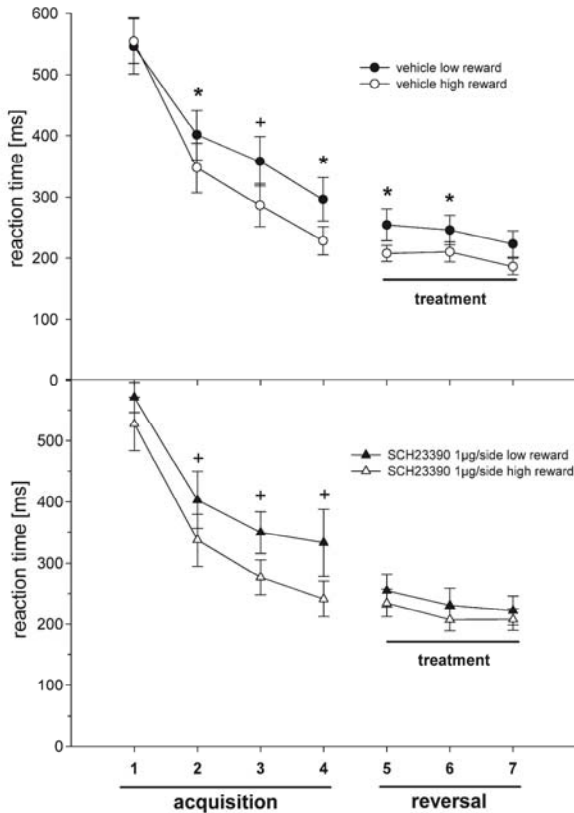 600
500
400
300
200
100
0
reaction time [ms]
vehicle low reward
vehicle high reward
* + * * *
treatment
500
400
300
200
100
0
reaction time [ms]
SCH23390 1µg/side low reward
SCH23390 1µg/side high reward
+ + +
treatment
1 2 3 4 5 6 7
acquisition reversal